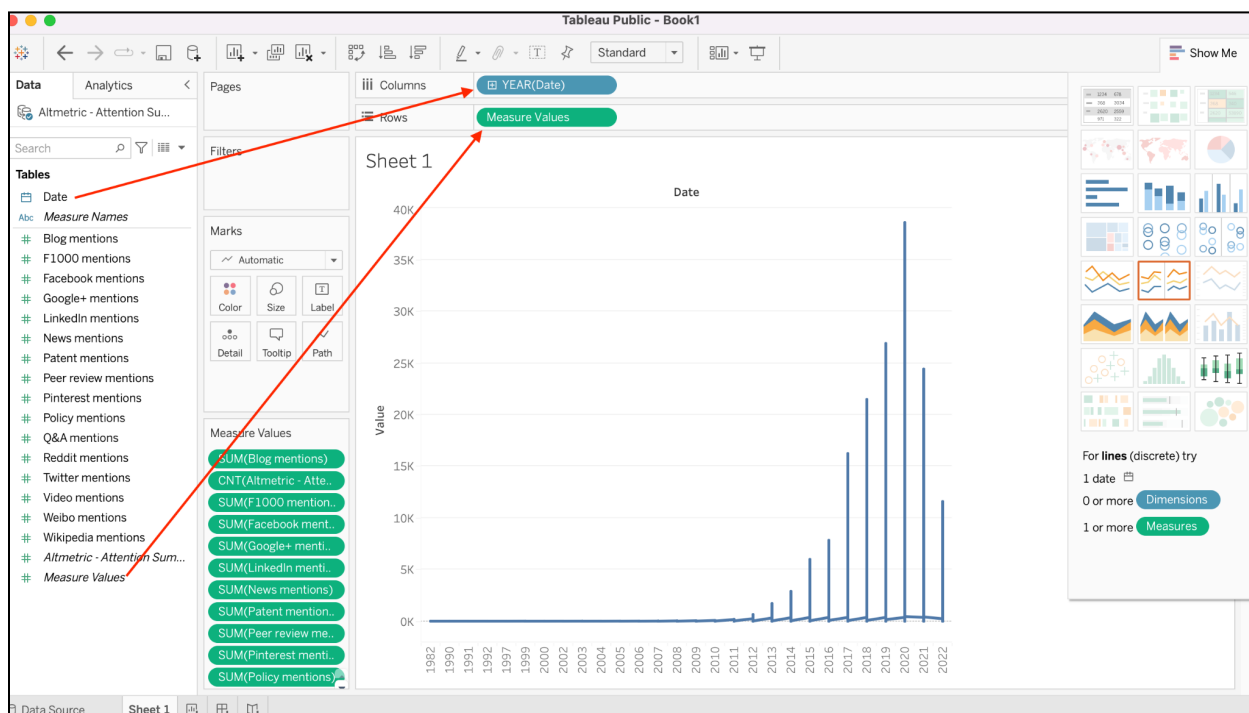 Tableau Public - Book1
Standard
Show Me
Data
Analytics
Pages
Columns
YEAR(Date)
Altmetric - Attention Su...
Rows
Measure Values
Search
Filters
Sheet 1
Tables
Date
Date
Abc
Measure Names
Blog mentions
F1000 mentions
Facebook mentions
Google+ mentions
LinkedIn mentions
News mentions
Patent mentions
Peer review mentions
Pinterest mentions
Policy mentions
Q&A mentions
Reddit mentions
Twitter mentions
Video mentions
Weibo mentions
Wikipedia mentions
Altmetric - Attention Sum...
Measure Values
Marks
Automatic
Color
Size
Label
Detail
Tooltip
Path
Measure Values
SUM(Blog mentions)
CNT(Altmetric - Atte..
SUM(F1000 mention..
SUM(Facebook ment..
SUM(Google+ menti..
SUM(LinkedIn menti..
SUM(News mentions)
SUM(Patent mention..
SUM(Peer review me..
SUM(Pinterest menti..
SUM(Policy mentions)
Value
40K
35K
30K
25K
20K
15K
10K
5K
0K
1982
1990
1991
1992
1997
1999
2000
2002
2003
2004
2005
2006
2007
2008
2009
2010
2011
2012
2013
2014
2015
2016
2017
2018
2019
2020
2021
2022
For lines (discrete) try
1 date
0 or more Dimensions
1 or more Measures
Data Source
Sheet 1